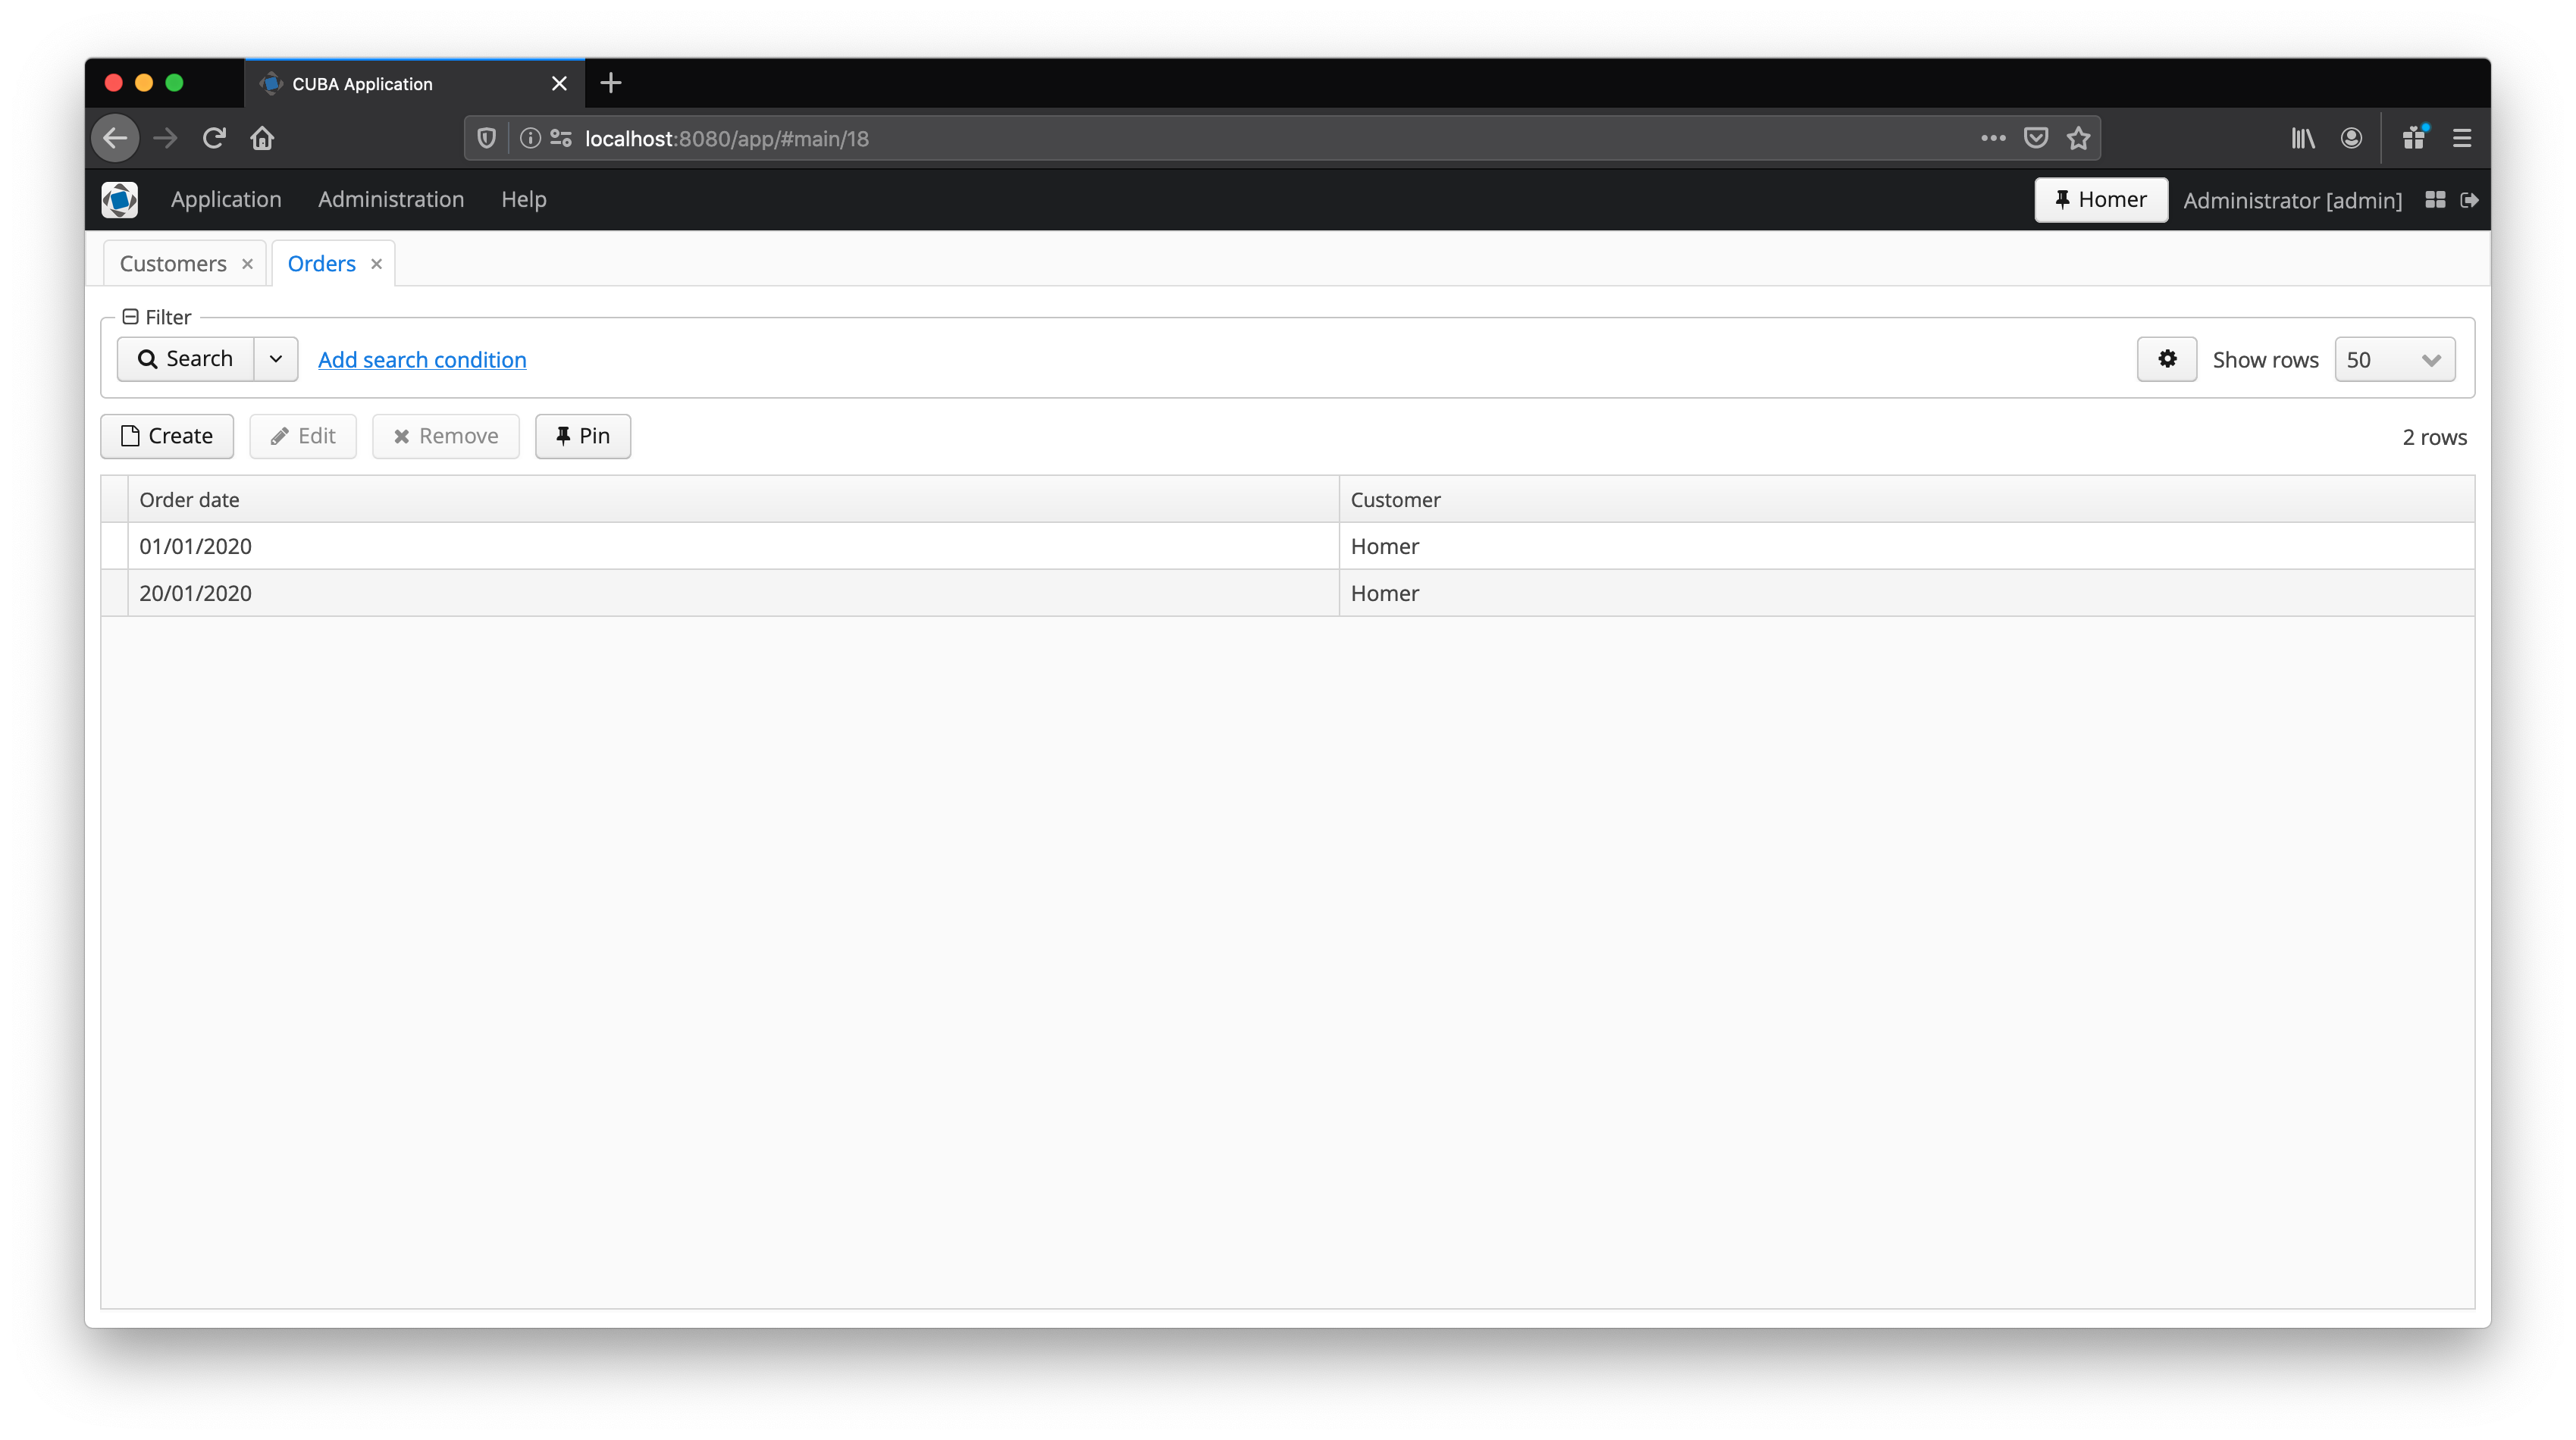 CUBA Application
localhost:8080/app/#main/18
Application Administration Help Homer Administrator [admin]
Customers Orders
Filter
Search Add search condition Show rows 50
Create Edit Remove Pin 2 rows
Order date Customer
01/01/2020 Homer
20/01/2020 Homer